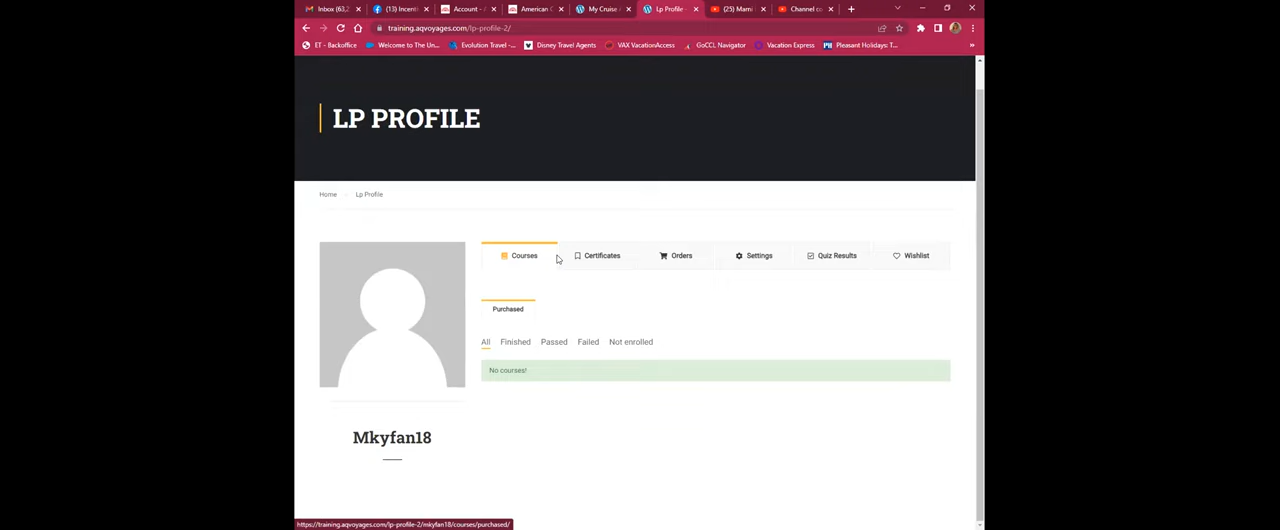 Inbox (63,2
(13) Incenti
Account - A
American C
My Cruise A
Lp Profile -
(25) Marni
Channel co
training.aqvoyages.com/lp-profile-2/
ET - Backoffice
Welcome to The Un...
Evolution Travel -...
Disney Travel Agents
VAX VacationAccess
GoCCL Navigator
Vacation Express
Pleasant Holidays: T...
»
LP PROFILE
Home
Lp Profile
Courses
Certificates
Orders
Settings
Quiz Results
Wishlist
Purchased
All
Finished
Passed
Failed
Not enrolled
No courses!
Mkyfan18
https://training.aqvoyages.com/lp-profile-2/mkyfan18/courses/purchased/